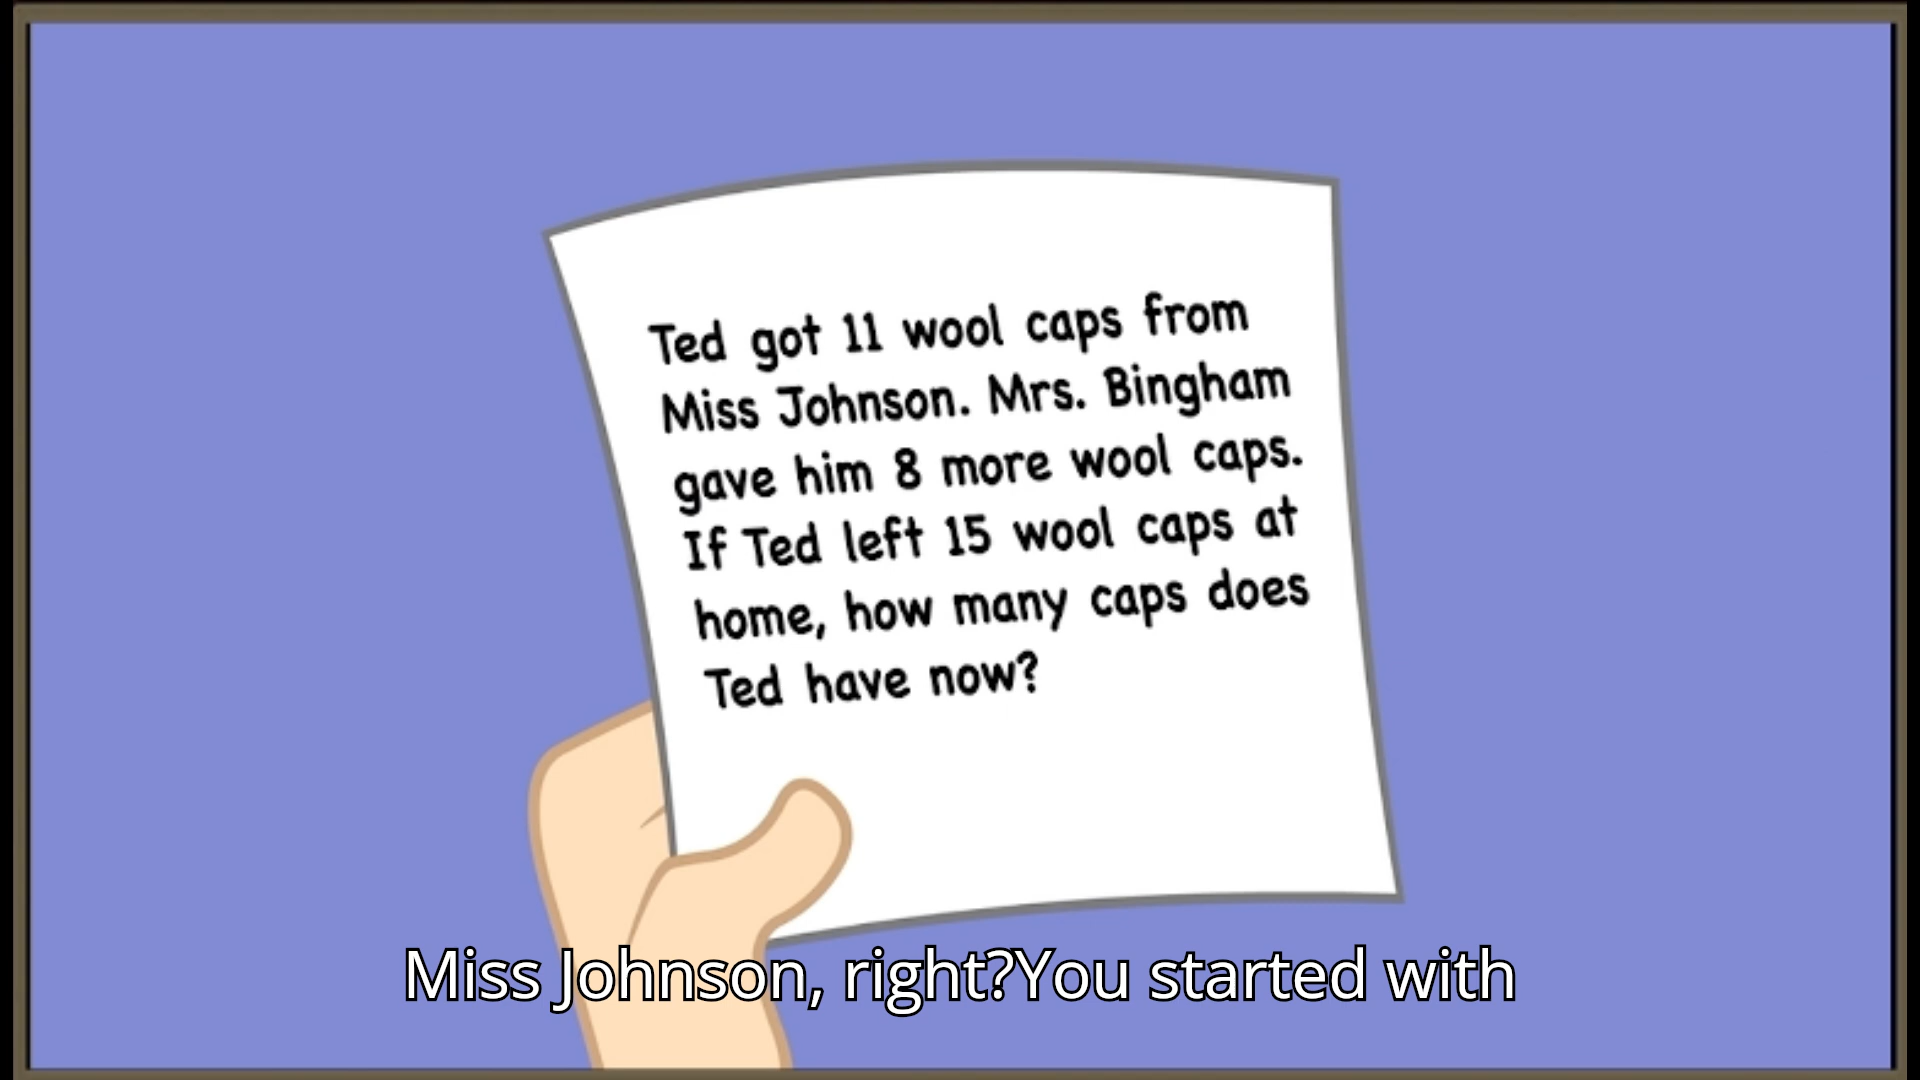 Ted got 11 wool caps from
Miss Johnson. Mrs. Bingham
gave him 8 more wool caps.
If Ted left 15 wool caps at
home, how many caps does
Ted have now?
Miss Johnson, right?You started with